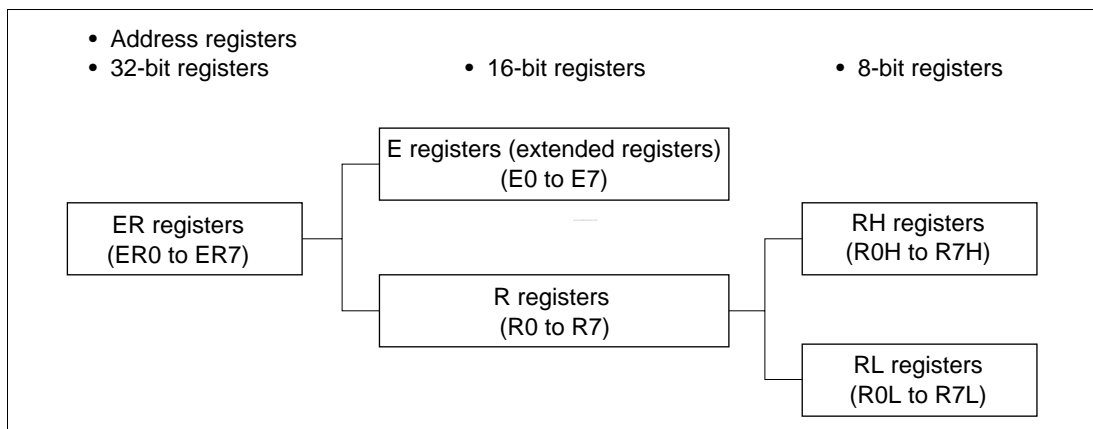 • Address registers
• 32-bit registers
• 16-bit registers
• 8-bit registers
E registers (extended registers)
(E0 to E7)
ER registers
(ER0 to ER7)
RH registers
(R0H to R7H)
R registers
(R0 to R7)
RL registers
(R0L to R7L)